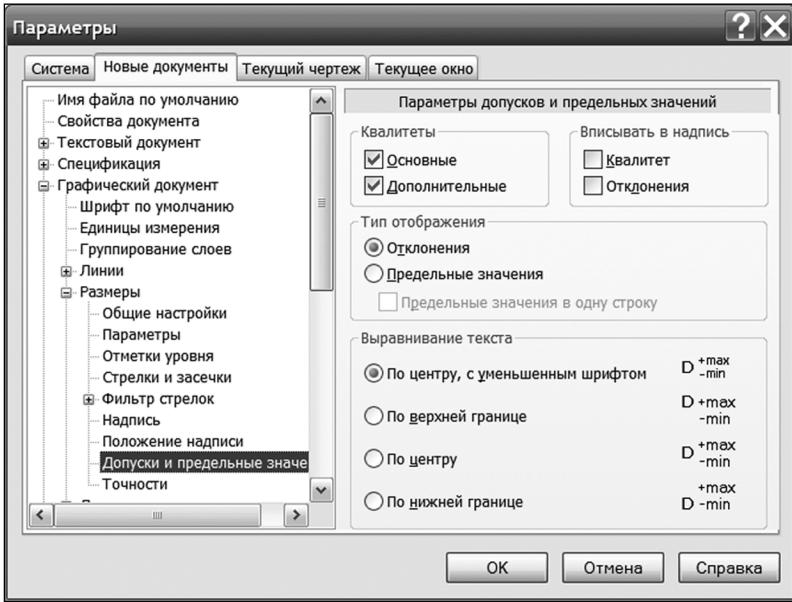 Параметры
Система Новые документы Текущий чертеж Текущее окно
Имя файла по умолчанию
Свойства документа
Текстовый документ
Спецификация
Графический документ
Шрифт по умолчанию
Единицы измерения
Группирование слоев
Линии
Размеры
Общие настройки
Параметры
Отметки уровня
Стрелки и засечки
Фильтр стрелок
Надпись
Положение надписи
Допуски и предельные значе
Точности
Параметры допусков и предельных значений
Квалитеты
Основные
Дополнительные
Вписывать в надпись
Квалитет
Отклонения
Тип отображения
Отклонения
Предельные значения
Предельные значения в одну строку
Выравнивание текста
По центру, с уменьшенным шрифтом D +max
-min
По верхней границе D +max
-min
По центру D +max
-min
По нижней границе +max
D -min
OK Отмена Справка